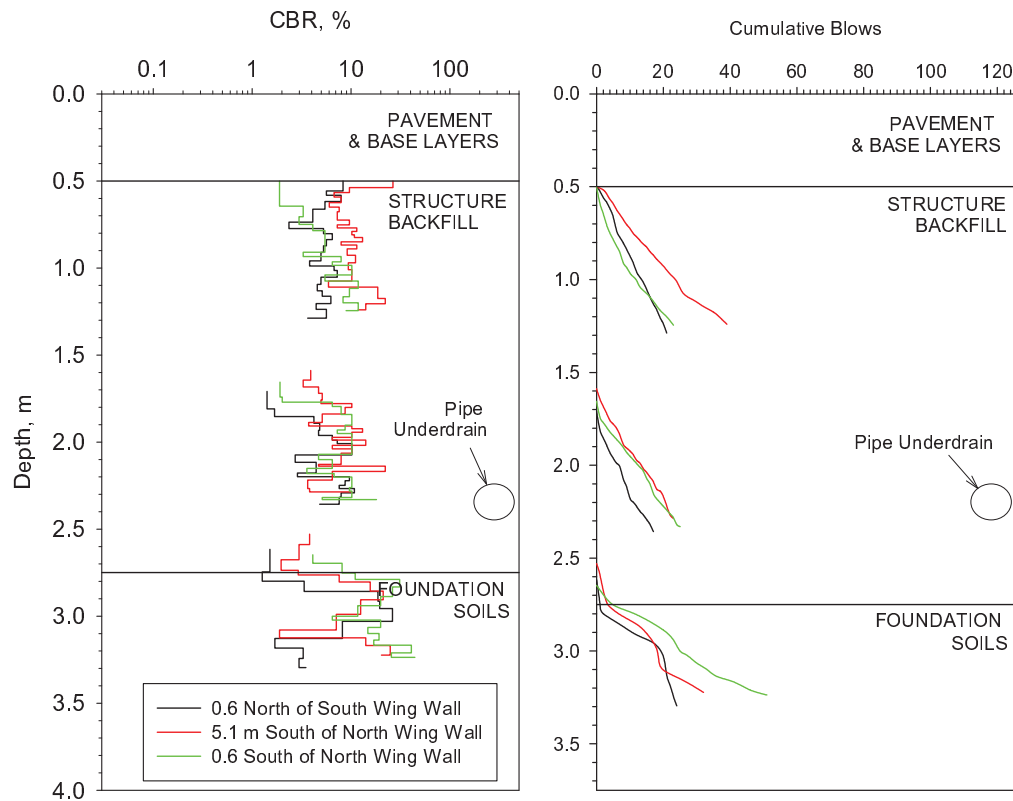 CBR, %
0.1 1 10 100
0.0
0.5
1.0
1.5
2.0
2.5
3.0
3.5
4.0
Depth, m
PAVEMENT
& BASE LAYERS
STRUCTURE
BACKFILL
Pipe
Underdrain
FOUNDATION
SOILS
0.6 North of South Wing Wall
5.1 m South of North Wing Wall
0.6 South of North Wing Wall
Cumulative Blows
0 20 40 60 80 100 120
0.0
0.5
1.0
1.5
2.0
2.5
3.0
3.5
PAVEMENT
& BASE LAYERS
STRUCTURE
BACKFILL
Pipe Underdrain
FOUNDATION
SOILS